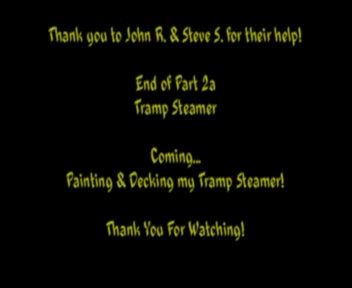 Thank you to John R. & Steve S. for their help!
End of Part 2a
Tramp Steamer
Coming...
Painting & Decking my Tramp Steamer!
Thank You For Watching!